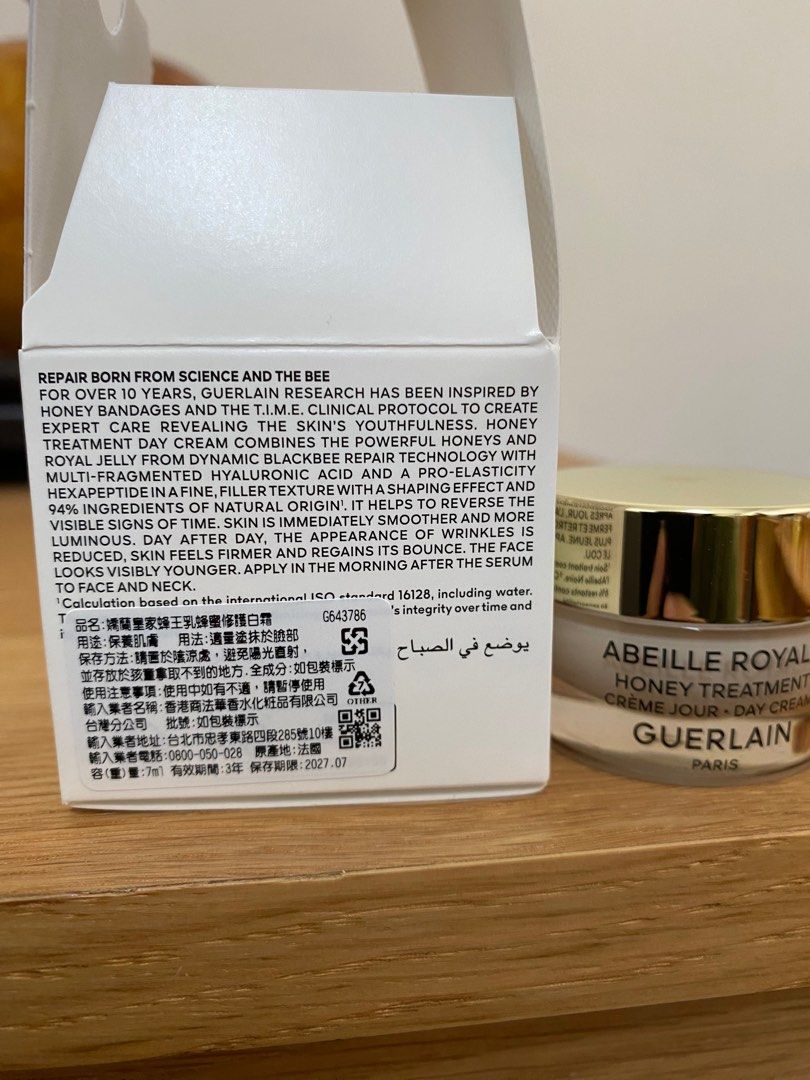 REPAIR BORN FROM SCIENCE AND THE BEE
FOR OVER 10 YEARS, GUERLAIN RESEARCH HAS BEEN INSPIRED BY
HONEY BANDAGES AND THE T.I.M.E. CLINICAL PROTOCOL TO CREATE
EXPERT CARE REVEALING THE SKIN'S YOUTHFULNESS. HONEY
TREATMENT DAY CREAM COMBINES THE POWERFUL HONEYS AND
ROYAL JELLY FROM DYNAMIC BLACKBEE REPAIR TECHNOLOGY WITH
MULTI-FRAGMENTED HYALURONIC ACID AND A PRO-ELASTICITY
HEXAPEPTIDE IN A FINE, FILLER TEXTURE WITH A SHAPING EFFECT AND
94% INGREDIENTS OF NATURAL ORIGIN¹. IT HELPS TO REVERSE THE
VISIBLE SIGNS OF TIME. SKIN IS IMMEDIATELY SMOOTHER AND MORE
LUMINOUS. DAY AFTER DAY, THE APPEARANCE OF WRINKLES IS
REDUCED, SKIN FEELS FIRMER AND REGAINS ITS BOUNCE. THE FACE
LOOKS VISIBLY YOUNGER. APPLY IN THE MORNING AFTER THE SERUM
TO FACE AND NECK.
¹Calculation based on the international ISO standard 16128, including water.
's integrity over time and
يوضع في الصباح
品名:嬌蘭皇家蜂王乳蜂蜜修護白霜 G643786
用途:保養肌膚 用法:適量塗抹於臉部
保存方法:請置於陰涼處,避免陽光直射,
並存放於孩童拿取不到的地方.全成分:如包裝標示
使用注意事項:使用中如有不適,請暫停使用
輸入業者名稱:香港商法華香水化粧品有限公司
台灣分公司 批號:如包裝標示
輸入業者地址:台北市忠孝東路四段285號10樓
輸入業者電話:0800-050-028 原產地:法國
容(重)量:7ml 有效期間:3年 保存期限:2027.07
7
OTHER
ABEILLE ROYAL
HONEY TREATMENT
CRÈME JOUR · DAY CREAM
GUERLAIN
PARIS